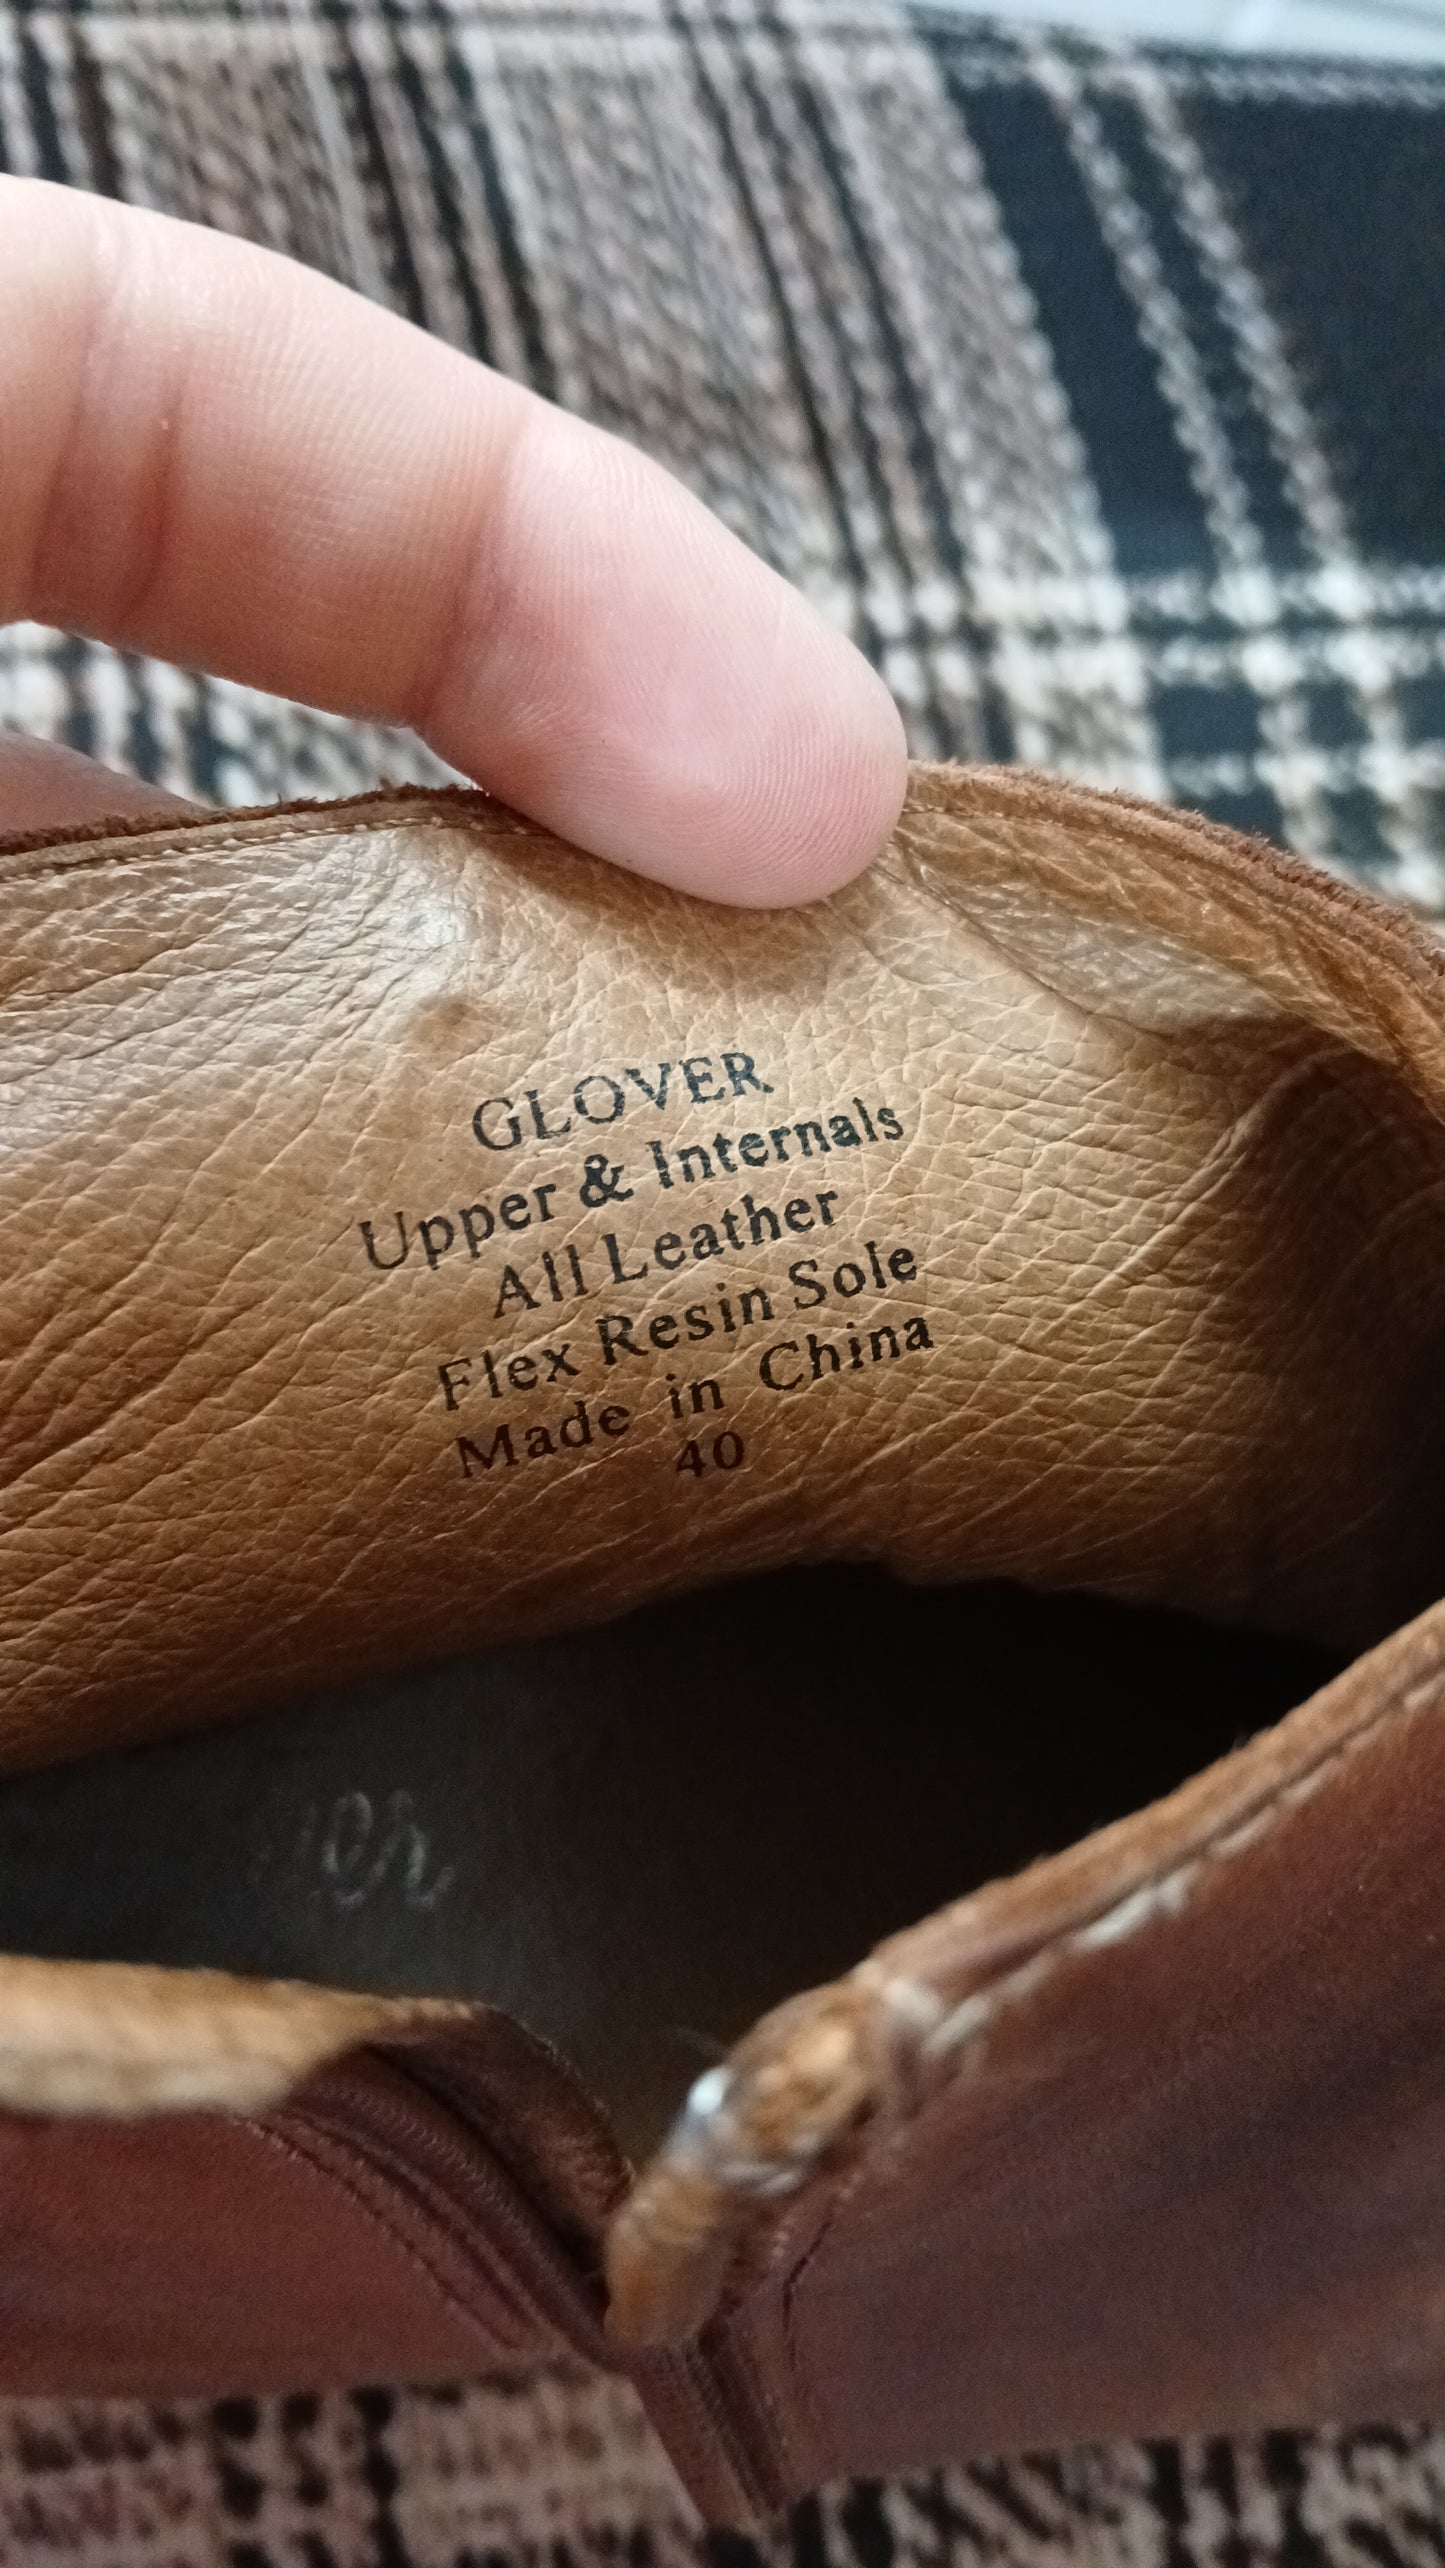 GLOVER
Upper & Internals
All Leather
Flex Resin Sole
Made in China
40